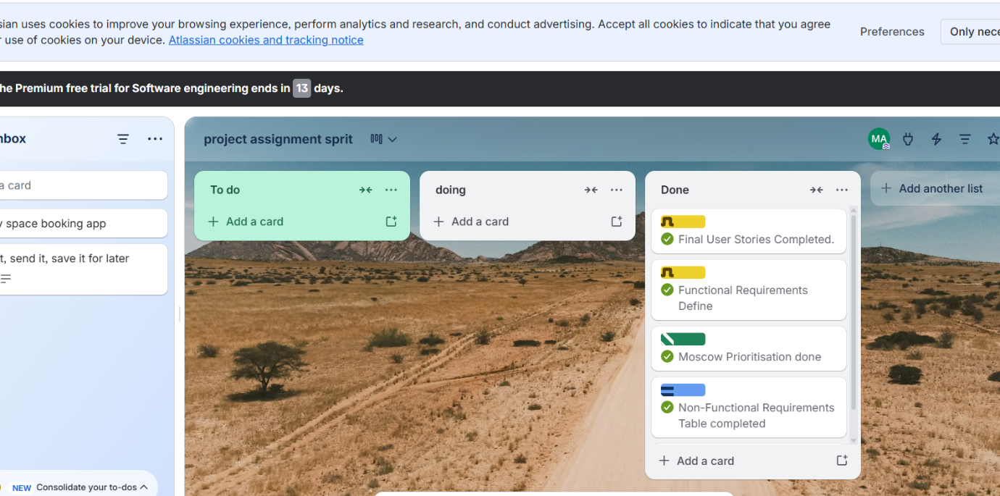 sian uses cookies to improve your browsing experience, perform analytics and research, and conduct advertising. Accept all cookies to indicate that you agree
r use of cookies on your device. Atlassian cookies and tracking notice
Preferences
Only nece
he Premium free trial for Software engineering ends in 13 days.
nbox
a card
y space booking app
t, send it, save it for later
NEW Consolidate your to-dos
project assignment sprit
MA
To do
Add a card
doing
Add a card
Done
Final User Stories Completed.
Functional Requirements
Define
Moscow Prioritisation done
Non-Functional Requirements
Table completed
Add a card
Add another list